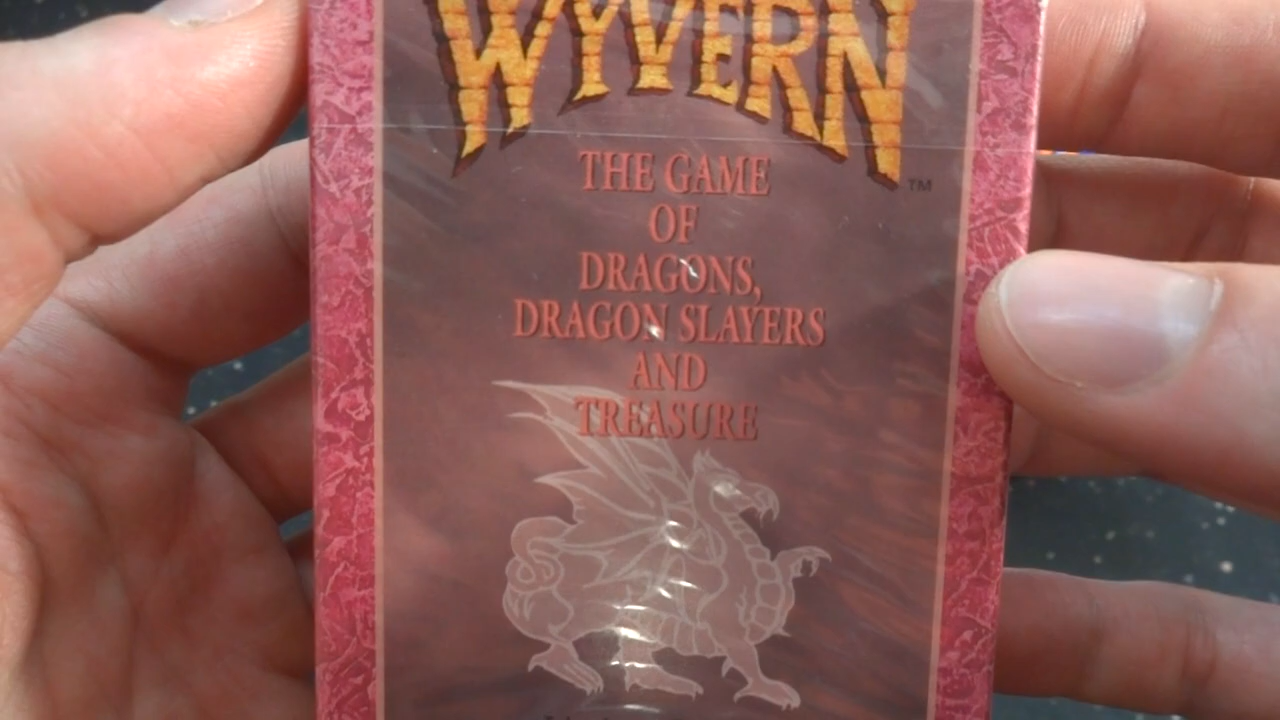 WYVERN
TM
THE GAME
OF
DRAGONS,
DRAGON SLAYERS
AND
TREASURE